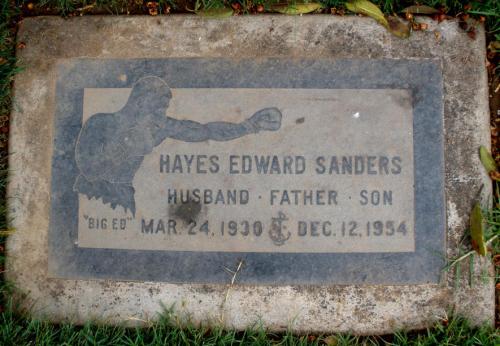 HAYES EDWARD SANDERS
HUSBAND · FATHER · SON
"BIG ED" MAR. 24, 1930 DEC. 12, 1954